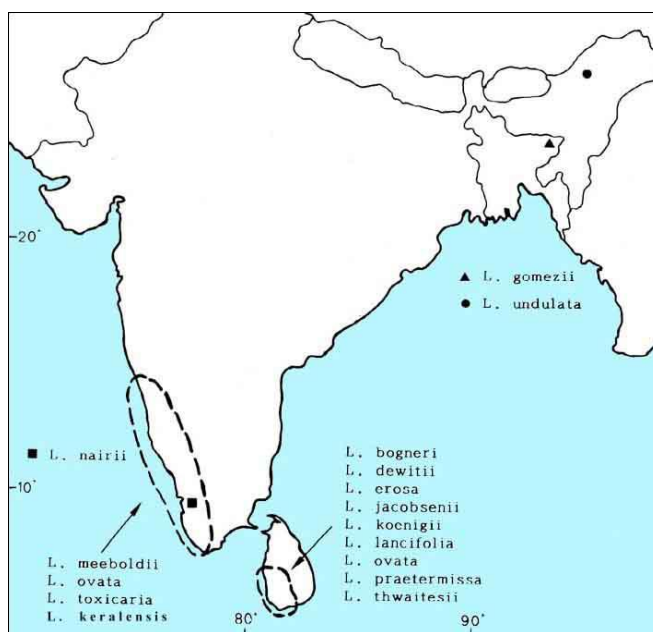 20°
▲ L. gomezii
● L. undulata
■ L. nairii
10°
L. meeboldii
L. ovata
L. toxicaria
L. keralensis
L. bogneri
L. dewitii
L. erosa
L. jacobsenii
L. koenigii
L. lancifolia
L. ovata
L. praetermissa
L. thwaitesii
80°
90°